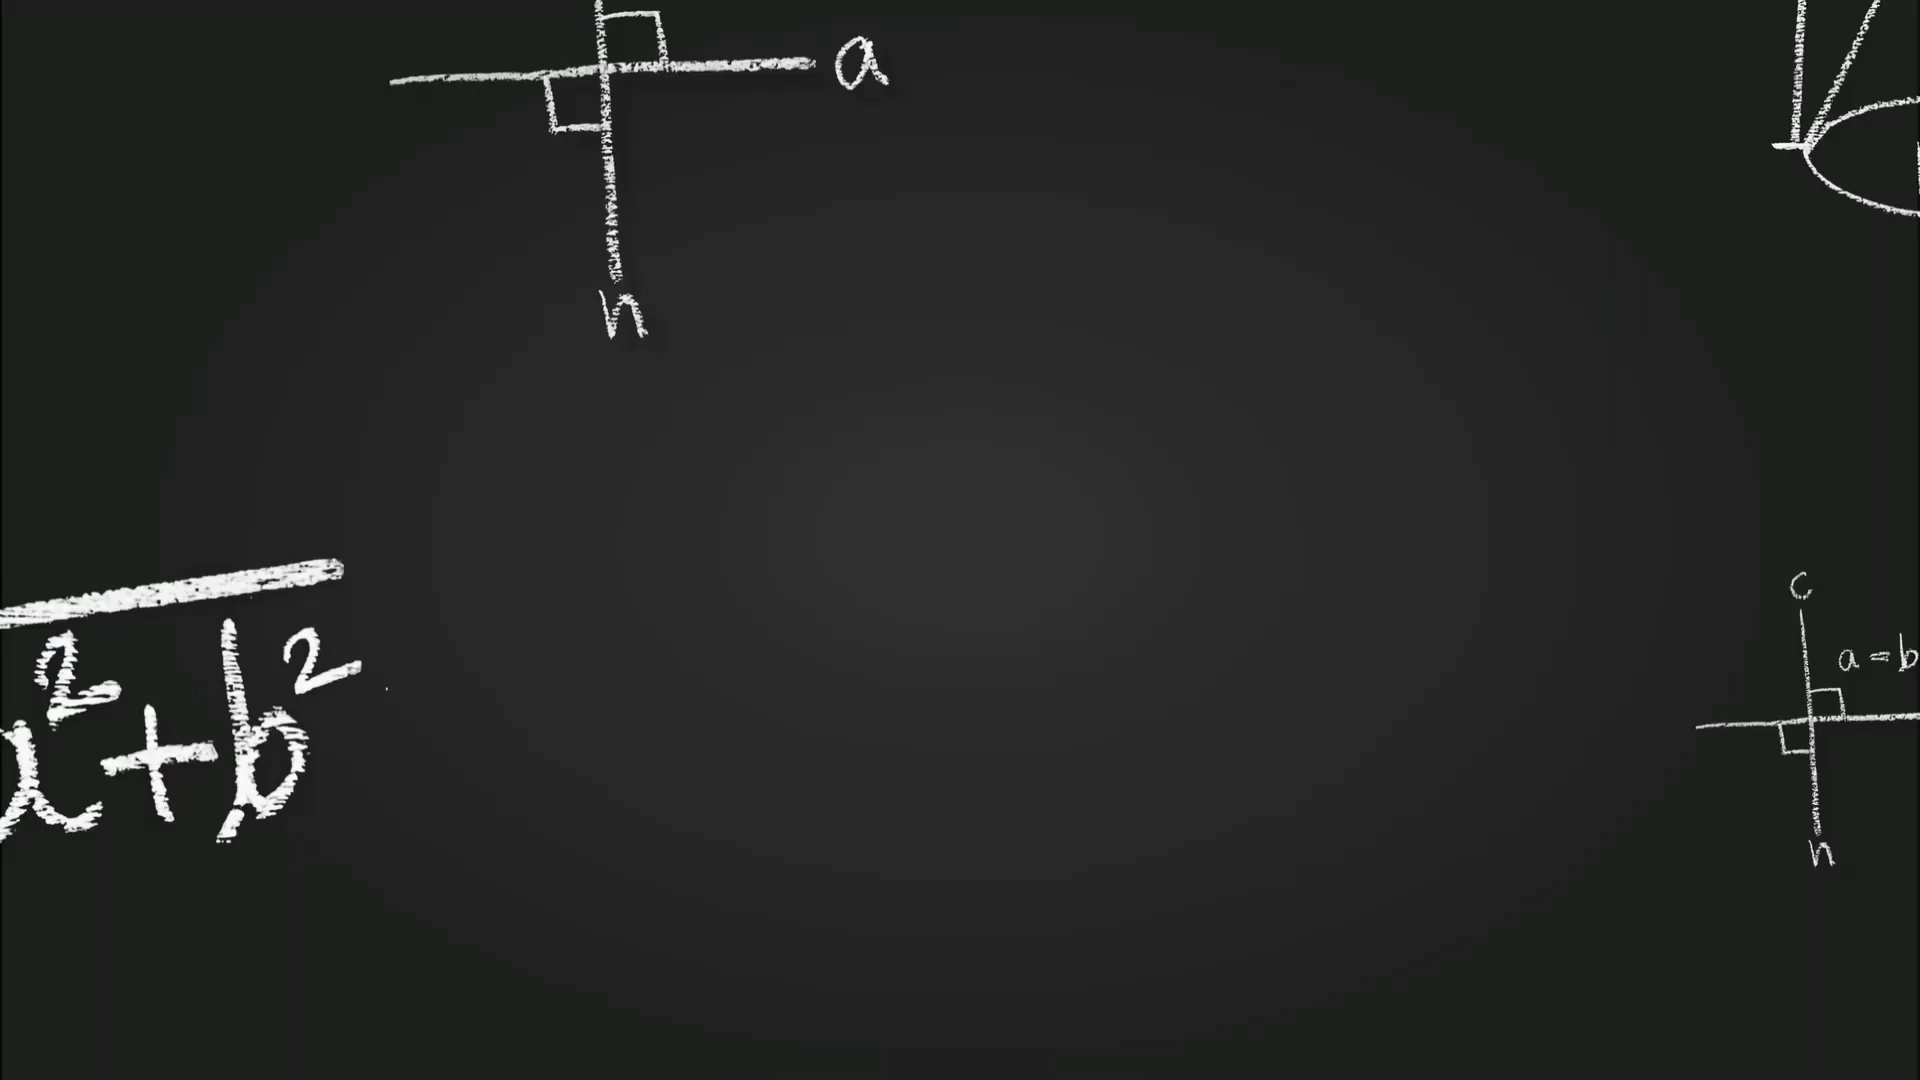 a
n
c
a = b
a² + b²
n